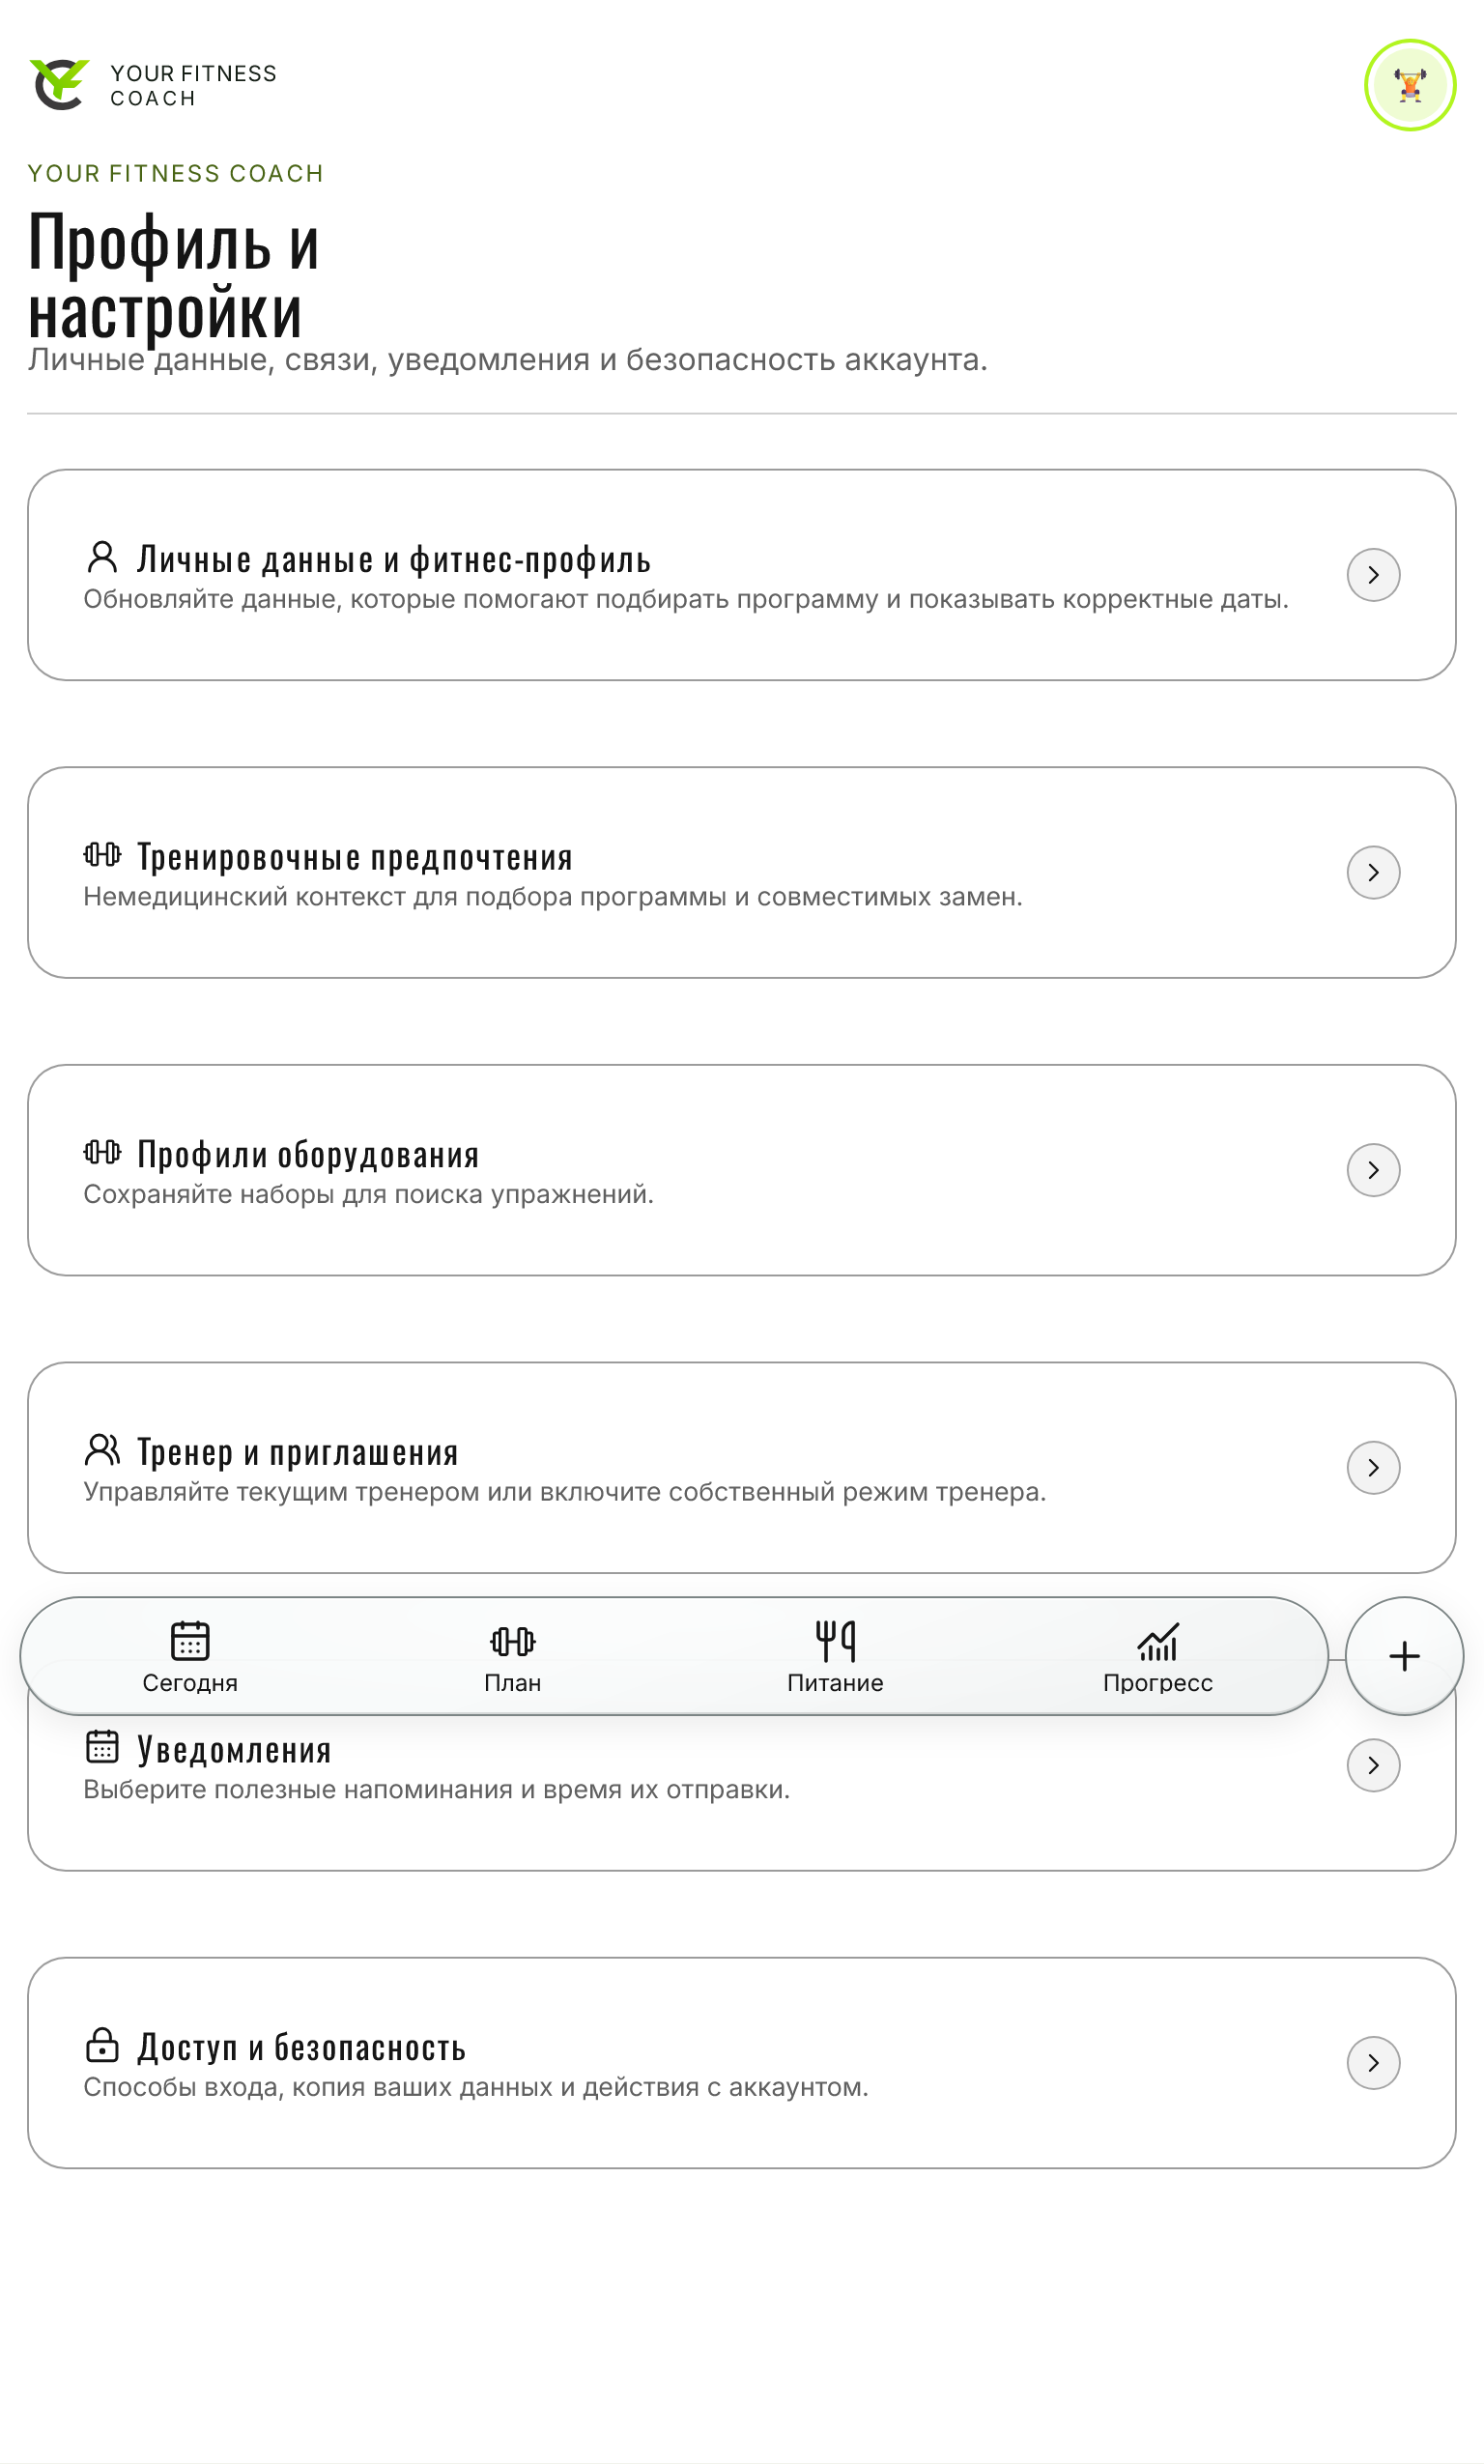 YOUR FITNESS
COACH
YOUR FITNESS COACH
Профиль и
настройки
Личные данные, связи, уведомления и безопасность аккаунта.
Личные данные и фитнес-профиль
Обновляйте данные, которые помогают подбирать программу и показывать корректные даты.
Тренировочные предпочтения
Немедицинский контекст для подбора программы и совместимых замен.
Профили оборудования
Сохраняйте наборы для поиска упражнений.
Тренер и приглашения
Управляйте текущим тренером или включите собственный режим тренера.
Сегодня План Питание Прогресс
Уведомления
Выберите полезные напоминания и время их отправки.
Доступ и безопасность
Способы входа, копия ваших данных и действия с аккаунтом.